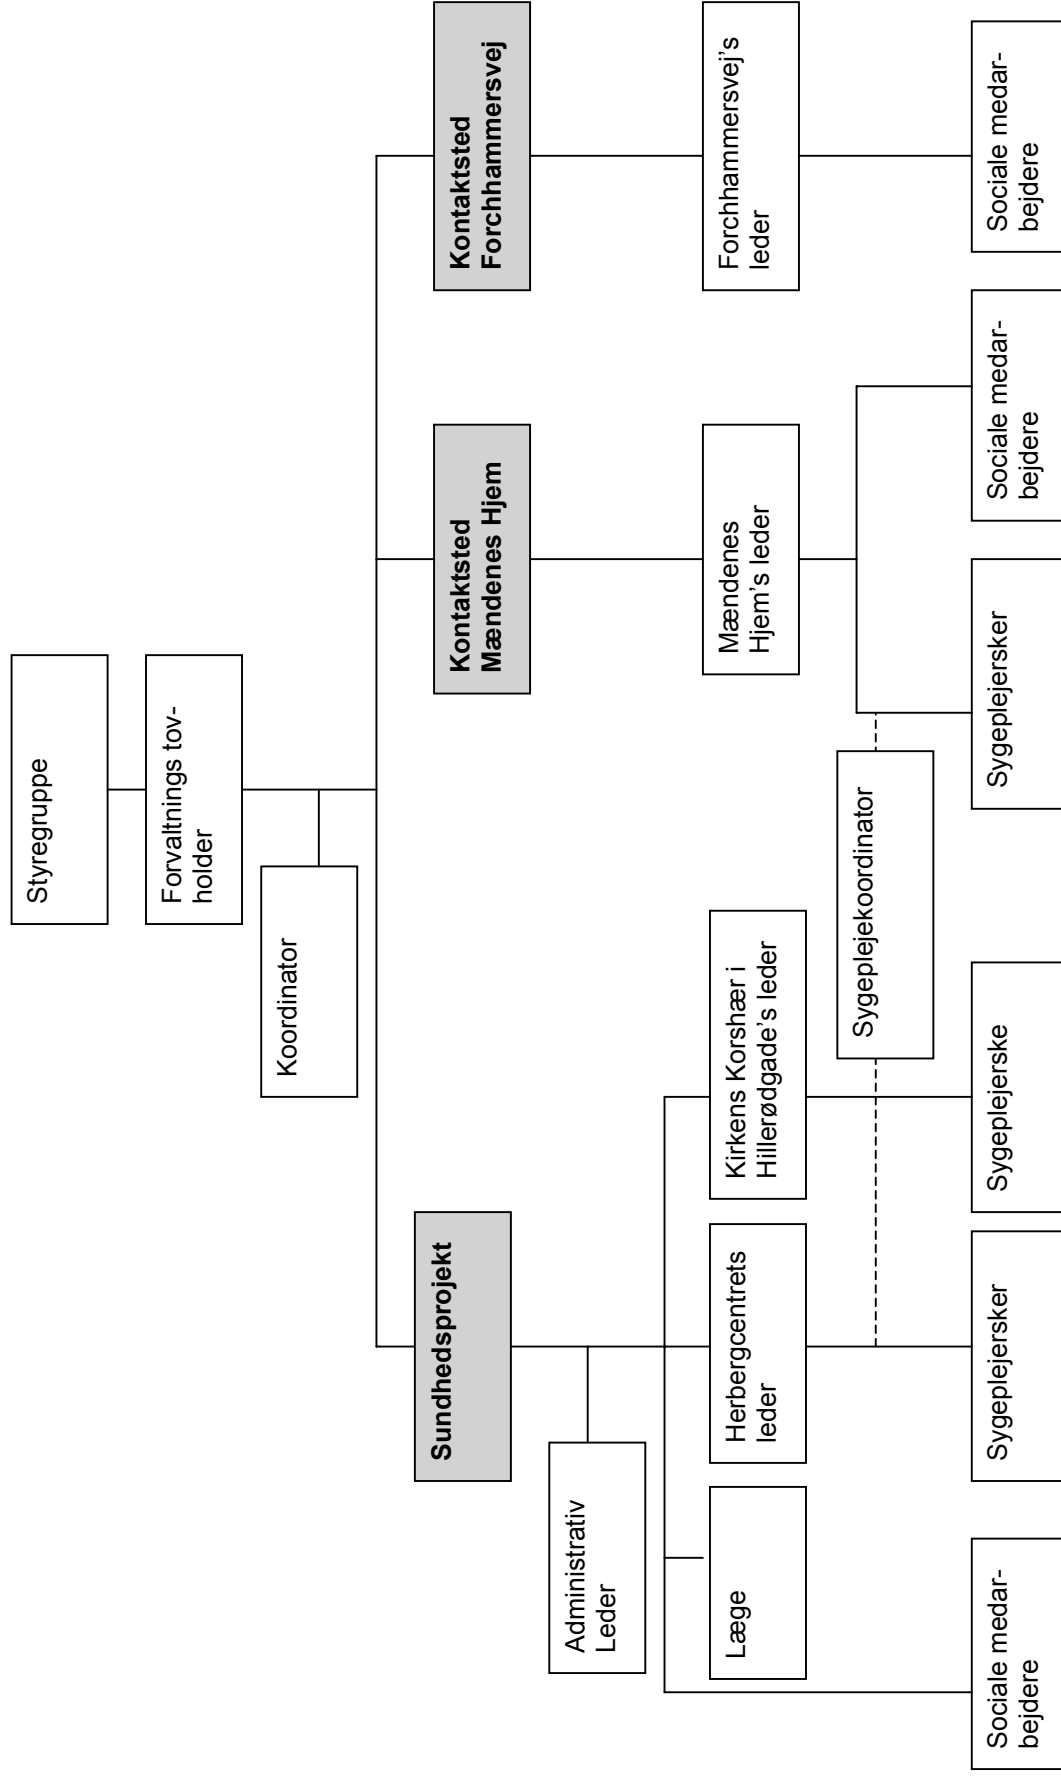 Styregruppe
Forvaltnings tov-
holder
Koordinator
Sundhedsprojekt
Kontaktsted
Mændenes Hjem
Kontaktsted
Forchhammersvej
Administrativ
Leder
Læge
Herbergcentrets
leder
Kirkens Korshær i
Hillerødgade’s leder
Mændenes
Hjem’s leder
Forchhammersvej’s
leder
Sygeplejekoordinator
Sociale medar-
bejdere
Sygeplejersker
Sygeplejerske
Sygeplejersker
Sociale medar-
bejdere
Sociale medar-
bejdere